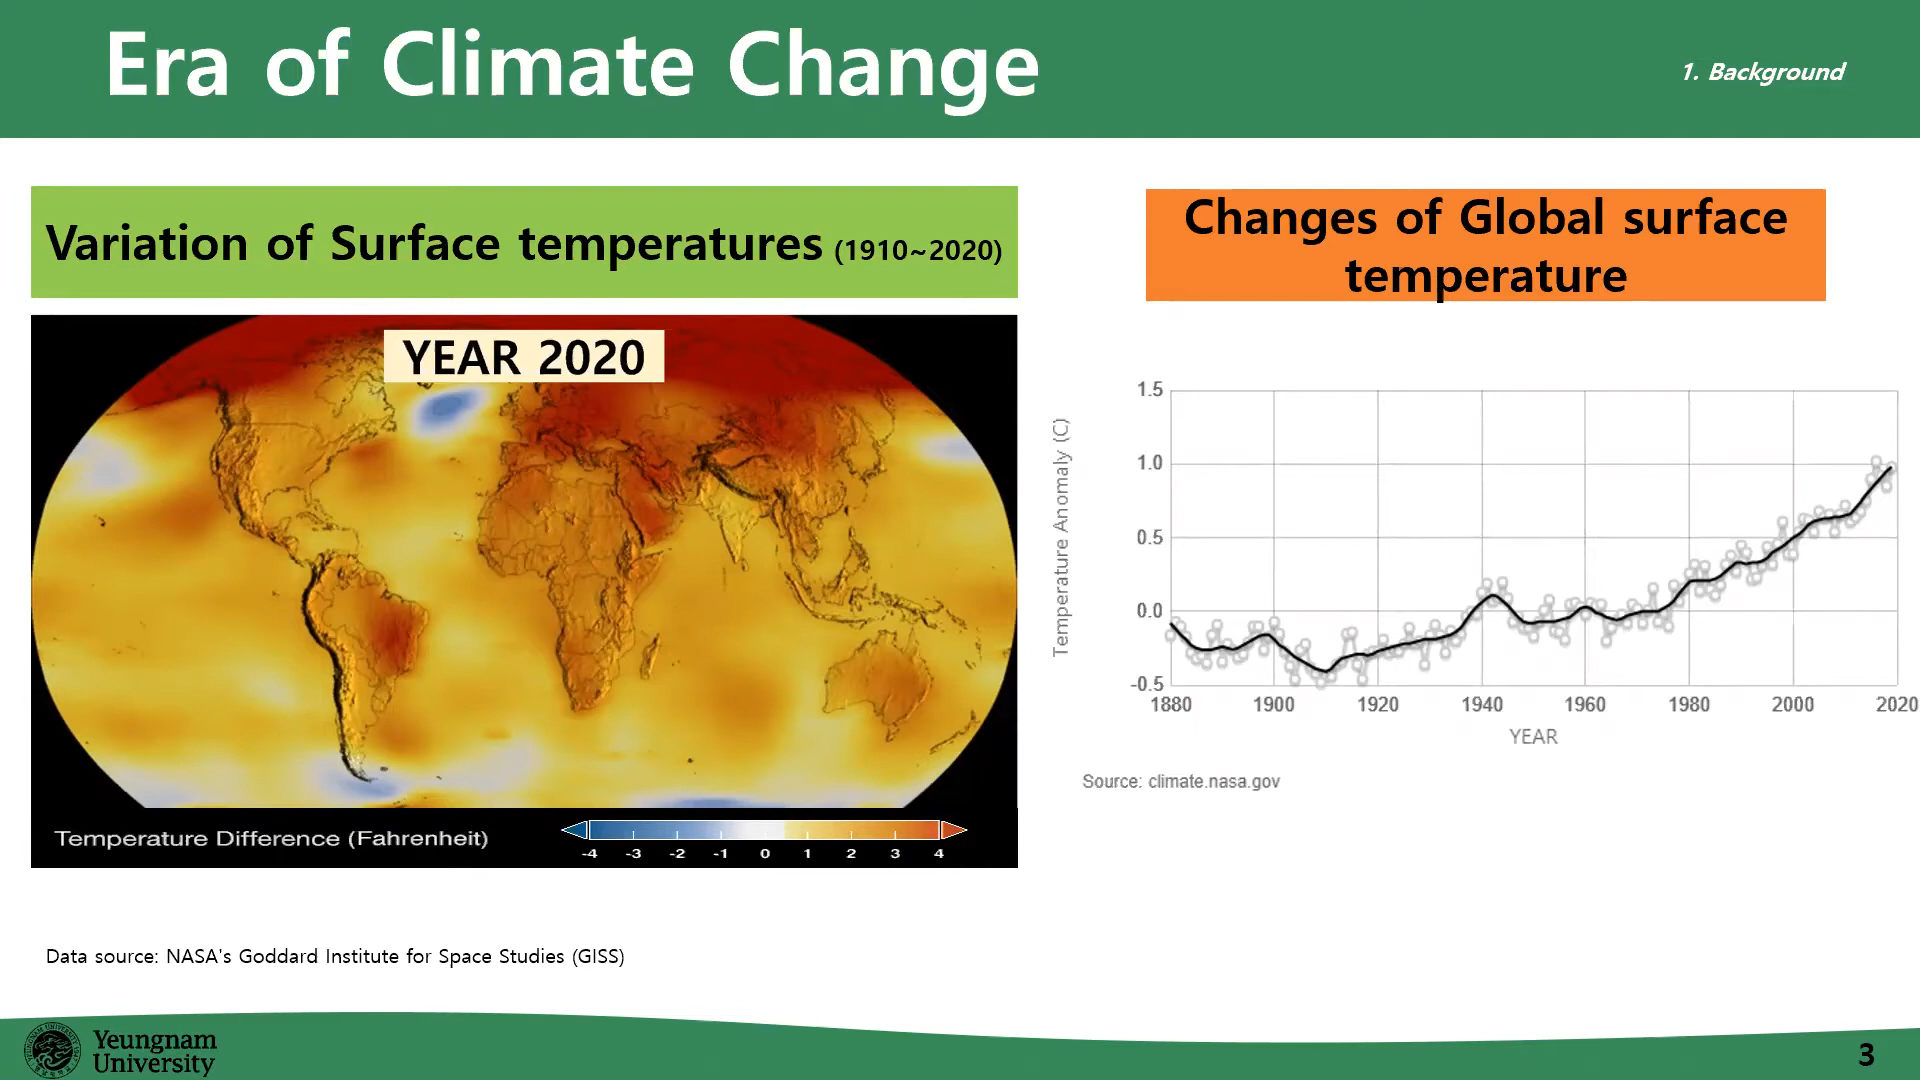 Era of Climate Change
1. Background
Variation of Surface temperatures (1910~2020)
Changes of Global surface
temperature
YEAR 2020
Temperature Difference (Fahrenheit)
-4 -3 -2 -1 0 1 2 3 4
Temperature Anomaly (C)
1.5
1.0
0.5
0.0
-0.5
1880 1900 1920 1940 1960 1980 2000 2020
YEAR
Source: climate.nasa.gov
Data source: NASA's Goddard Institute for Space Studies (GISS)
Yeungnam
University
3